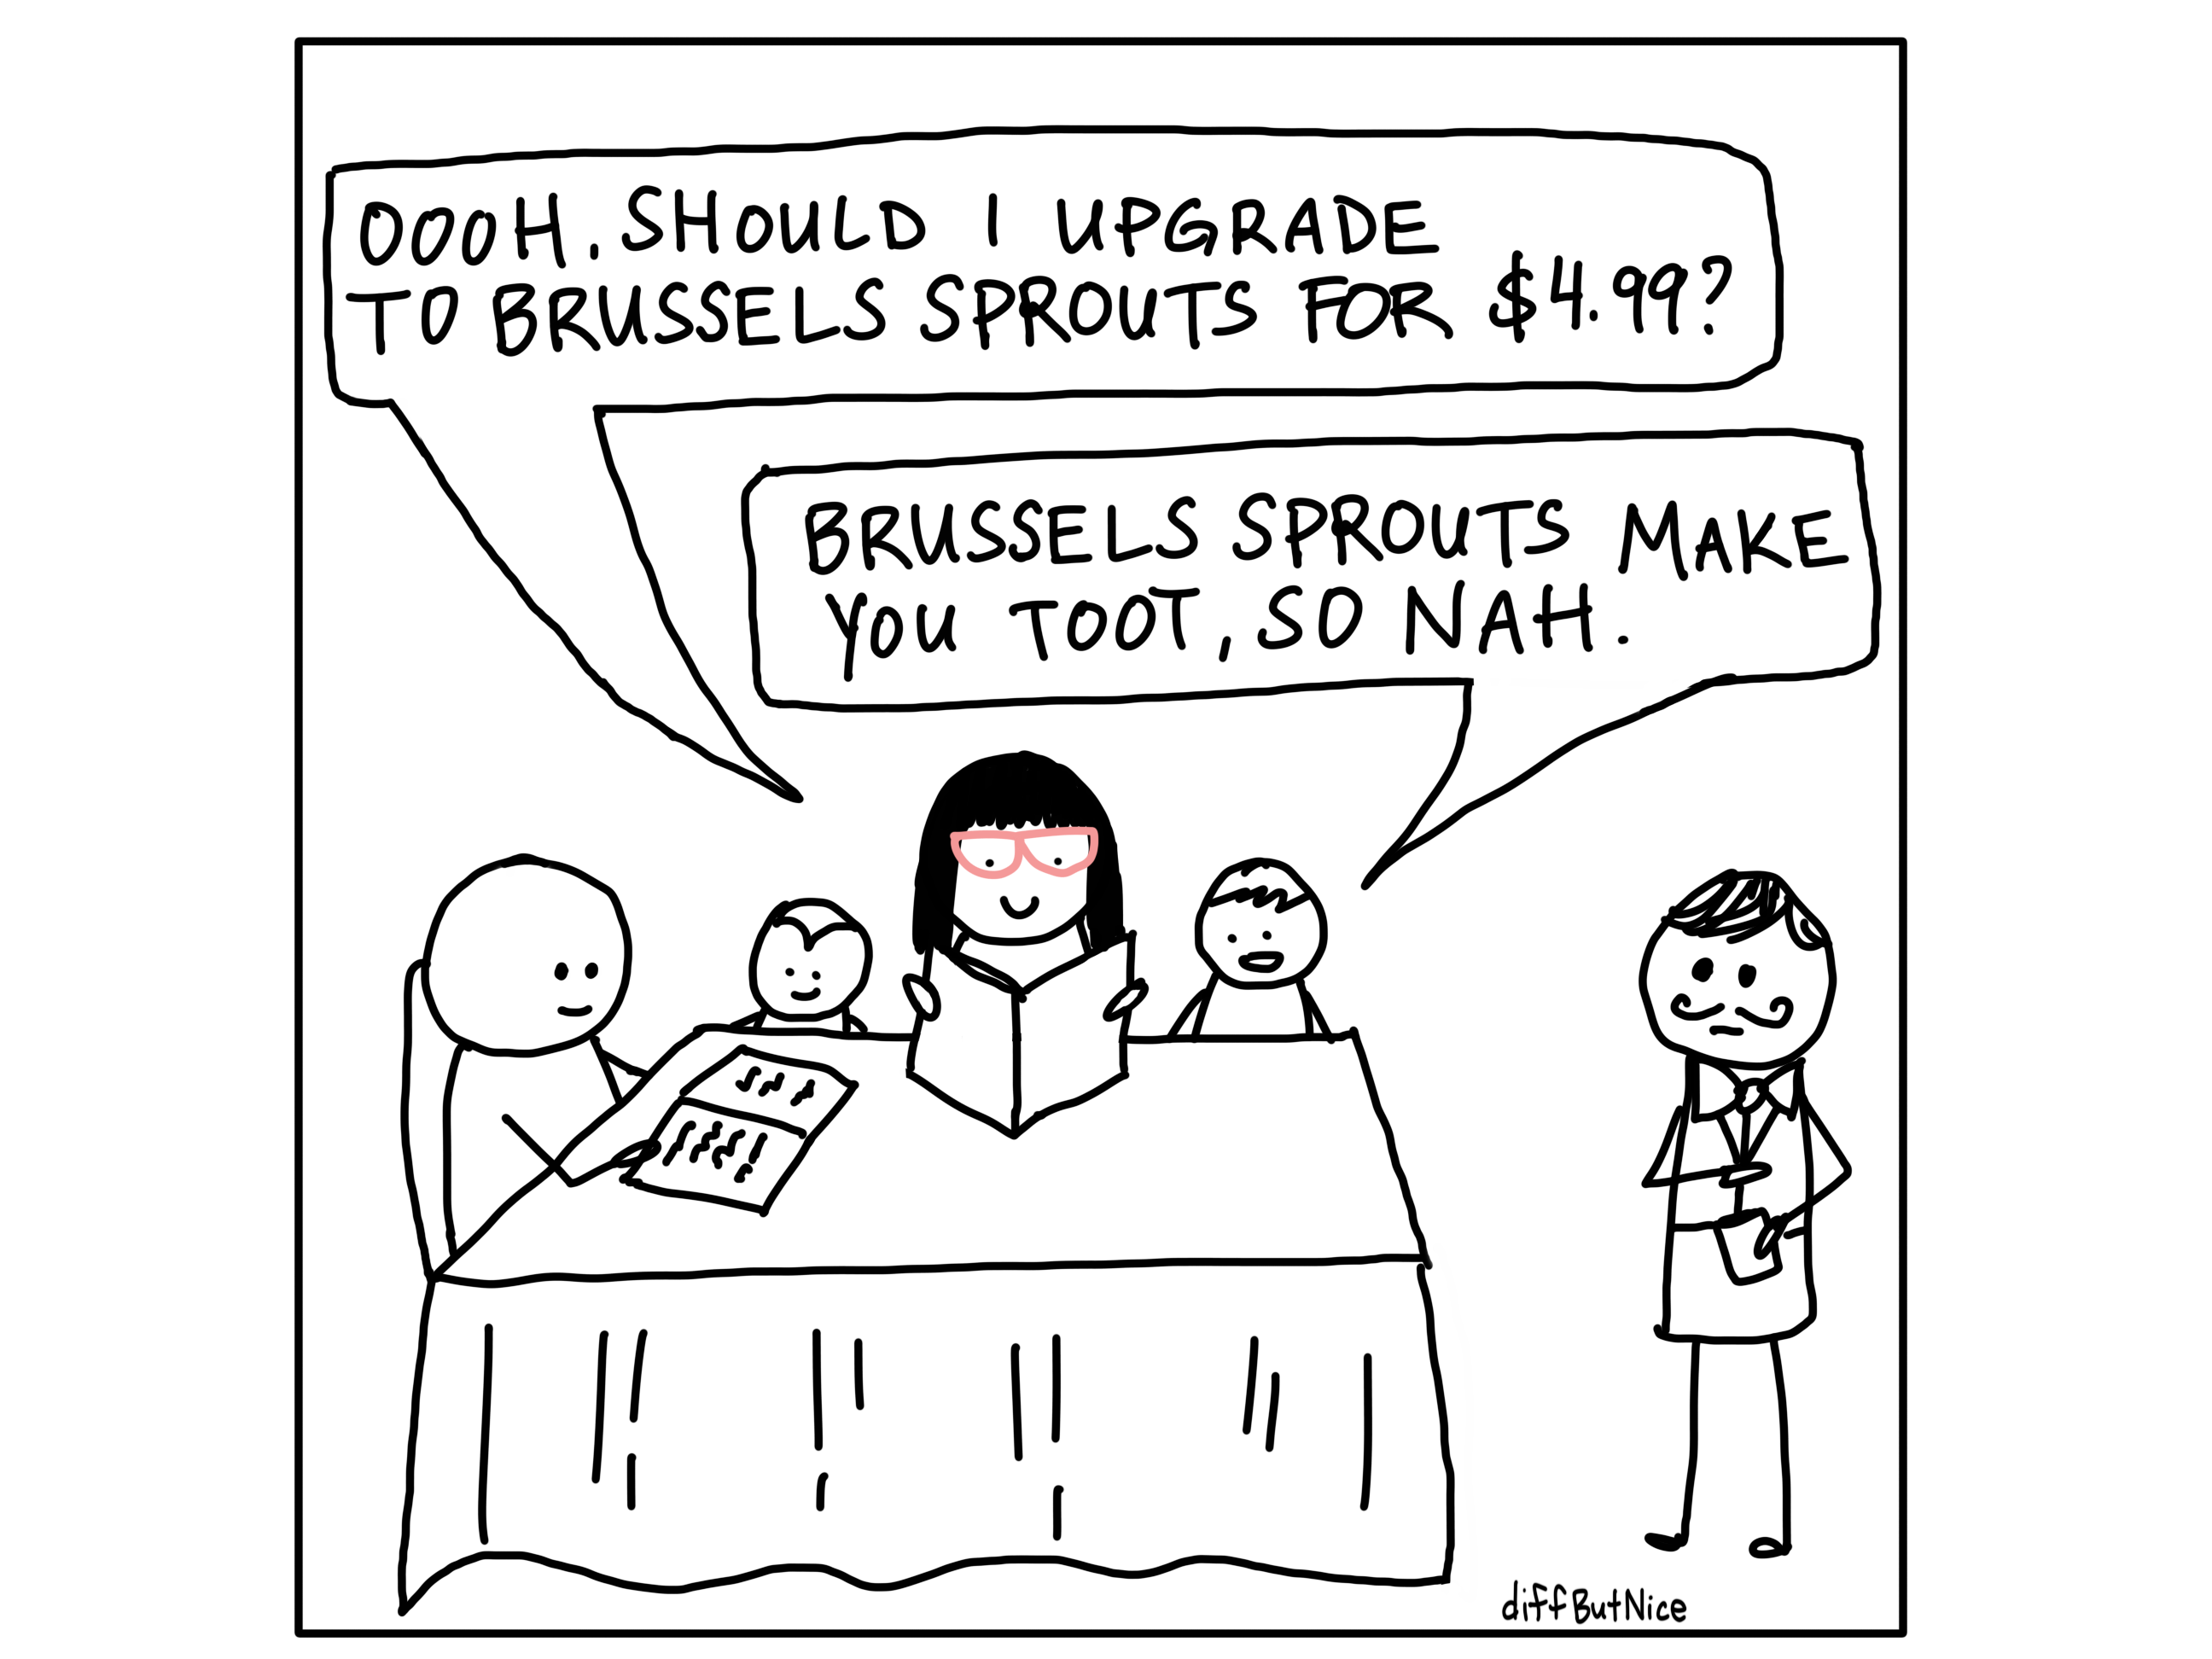 OOOH, SHOULD I UPGRADE
TO BRUSSELS SPROUTS FOR $4.99?
BRUSSELS SPROUTS MAKE
YOU TOOT, SO NAH.
diffButNice